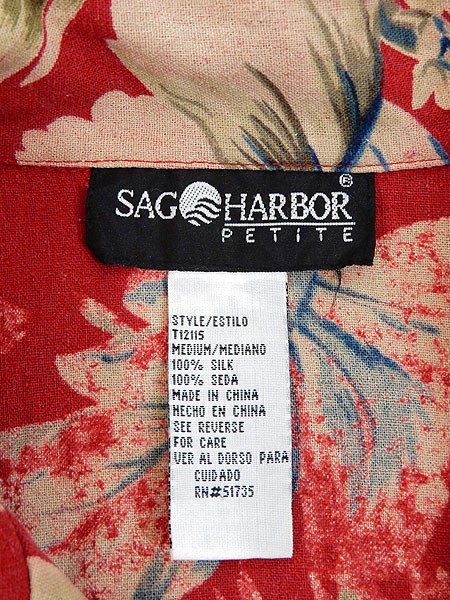 SAG HARBOR®
PETITE
STYLE/ESTILO
T12115
MEDIUM/MEDIANO
100% SILK
100% SEDA
MADE IN CHINA
HECHO EN CHINA
SEE REVERSE
FOR CARE
VER AL DORSO PARA
CUIDADO
RN#51735